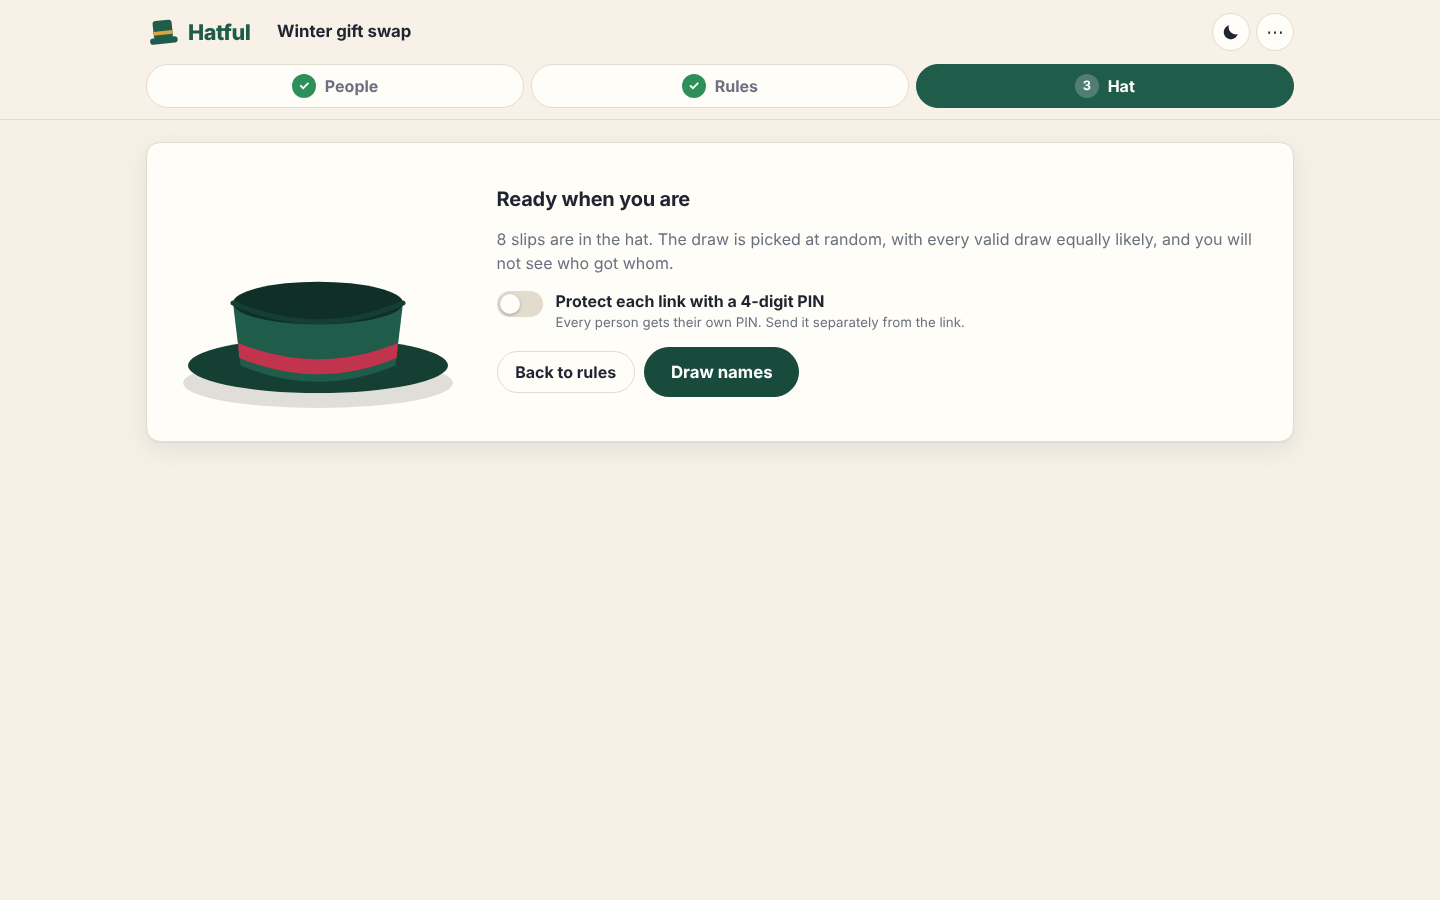 Hatful
Winter gift swap
People
Rules
3 Hat
Ready when you are
8 slips are in the hat. The draw is picked at random, with every valid draw equally likely, and you will
not see who got whom.
Protect each link with a 4-digit PIN
Every person gets their own PIN. Send it separately from the link.
Back to rules
Draw names